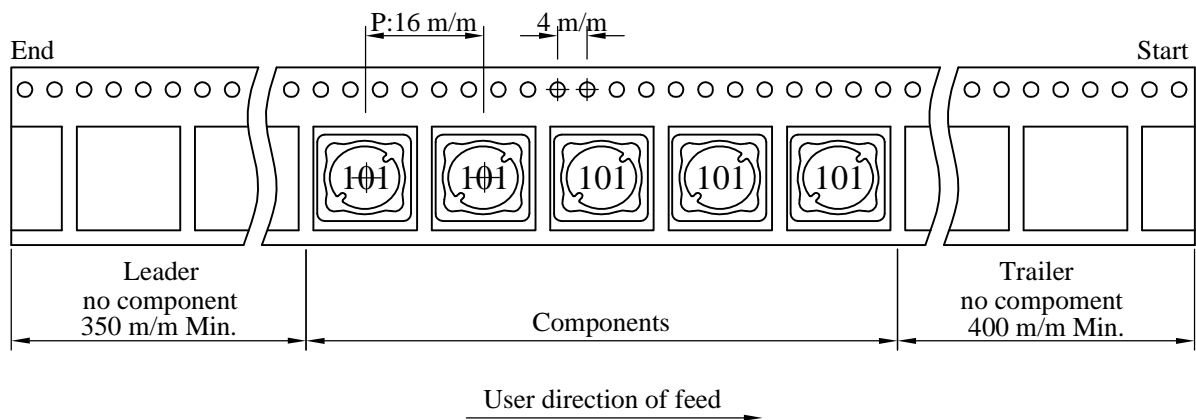 P:16 m/m
4 m/m
End
Start
101
101
101
101
101
Leader
no component
350 m/m Min.
Components
Trailer
no compoment
400 m/m Min.
User direction of feed